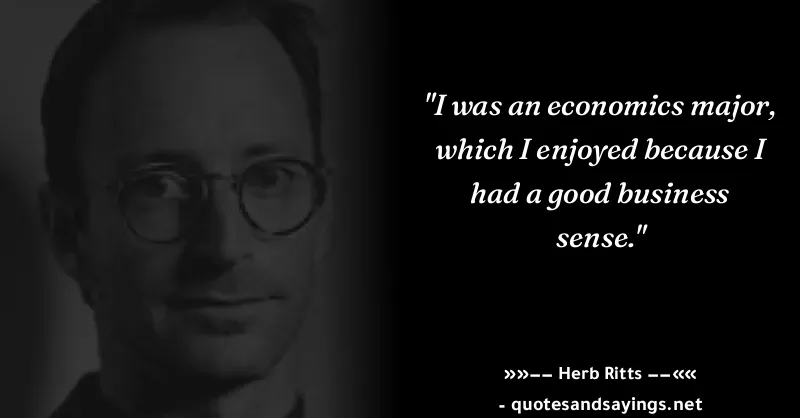 "I was an economics major,
which I enjoyed because I
had a good business
sense."
»»—— Herb Ritts ——««
- quotesandsayings.net